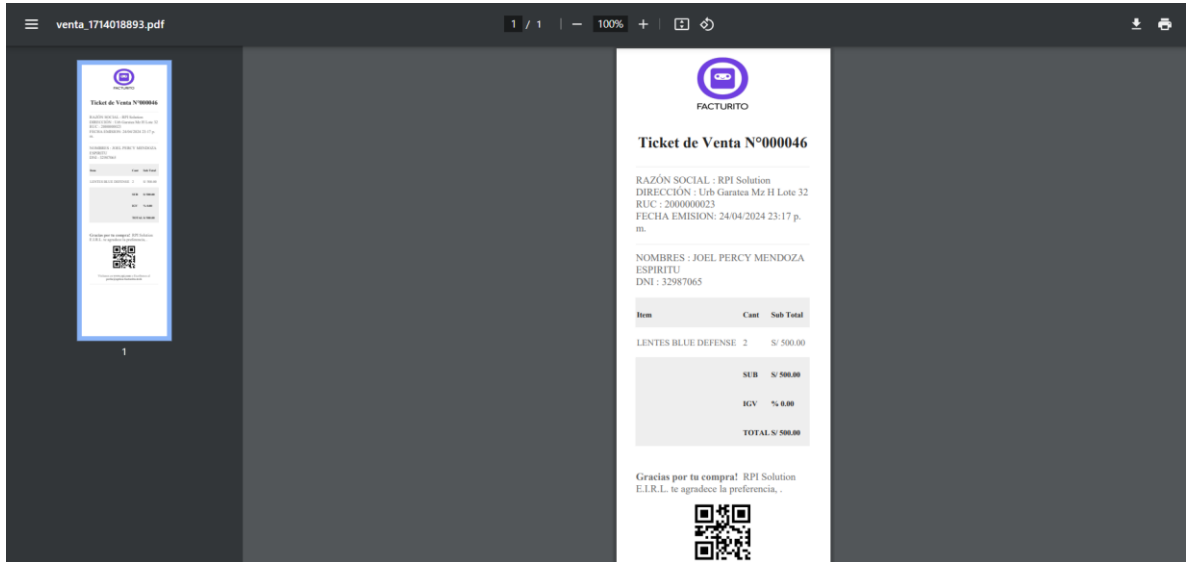 venta_1714018893.pdf
1 / 1
100%
FACTURITO
Ticket de Venta N°000046
RAZÓN SOCIAL : RPI Solution
DIRECCIÓN : Urb Garatea Mz H Lote 32
RUC : 2000000023
FECHA EMISION: 24/04/2024 23:17 p.
m.
NOMBRES : JOEL PERCY MENDOZA
ESPIRITU
DNI : 32987065
Item Cant Sub Total
LENTES BLUE DEFENSE 2 S/ 500.00
SUB S/ 500.00
IGV % 0.00
TOTAL S/ 500.00
Gracias por tu compra! RPI Solution
E.I.R.L. te agradece la preferencia, .
1